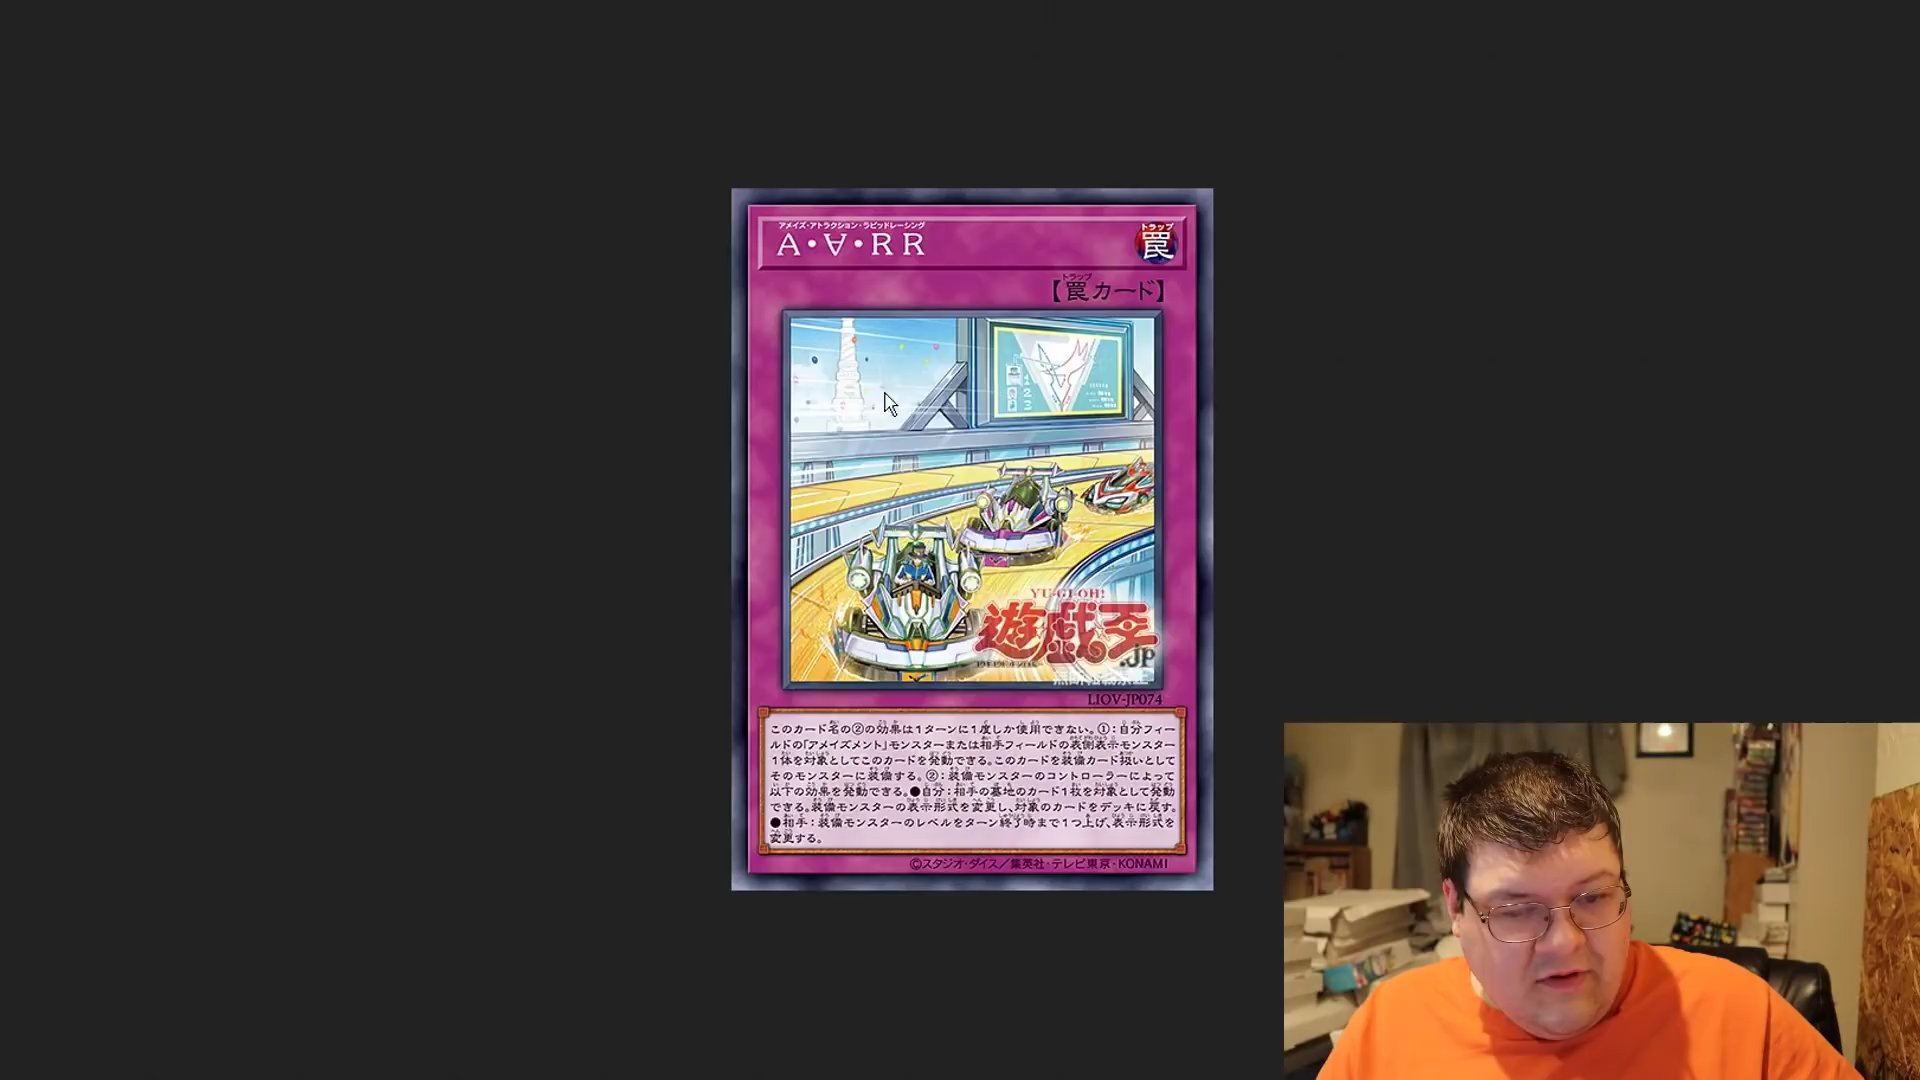 アメイズ・アトラクション・ラピッドレーシング
A・∀・RR
トラップ
罠
トラップ
【罠カード】
1
2
3
YU-GI-OH!
遊戯王
.jp
LIOV-JP074
このカード名の②の効果は1ターンに1度しか使用できない。①：自分フィー
ルドの「アメイズメント」モンスターまたは相手フィールドの表側表示モンスター
1体を対象としてこのカードを発動できる。このカードを装備カード扱いとして
そのモンスターに装備する。②：装備モンスターのコントローラーによって
以下の効果を発動できる。●自分：相手の墓地のカード1枚を対象として発動
できる。装備モンスターの表示形式を変更し、対象のカードをデッキに戻す。
●相手：装備モンスターのレベルをターン終了時まで1つ上げ、表示形式を
変更する。
©スタジオ・ダイス／集英社・テレビ東京・KONAMI